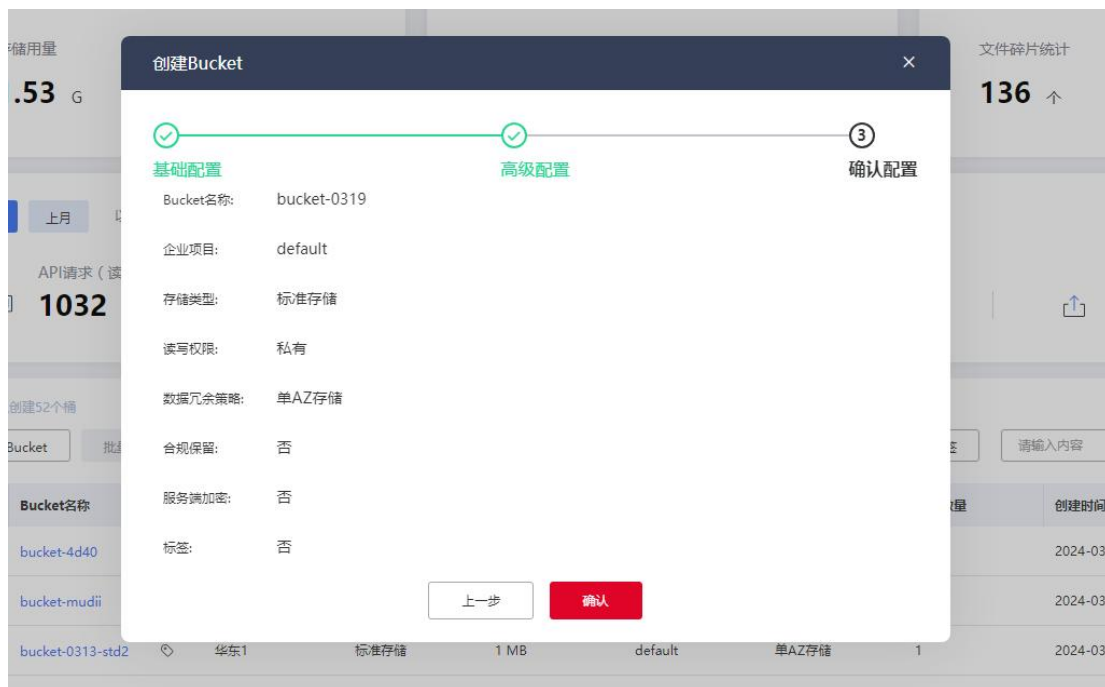 储用量
文件碎片统计
创建Bucket
.53 G
136 个
3
基础配置
高级配置
确认配置
Bucket名称: bucket-0319
上月
企业项目: default
API请求（读
1032
存储类型: 标准存储
读写权限: 私有
数据冗余策略: 单AZ存储
创建52个桶
Bucket
合规保留: 否
请输入内容
服务端加密: 否
Bucket名称
量
创建时间
标签: 否
bucket-4d40
2024-03
上一步
确认
bucket-mudii
2024-03
bucket-0313-std2 华东1 标准存储 1 MB default 单AZ存储 1 2024-03